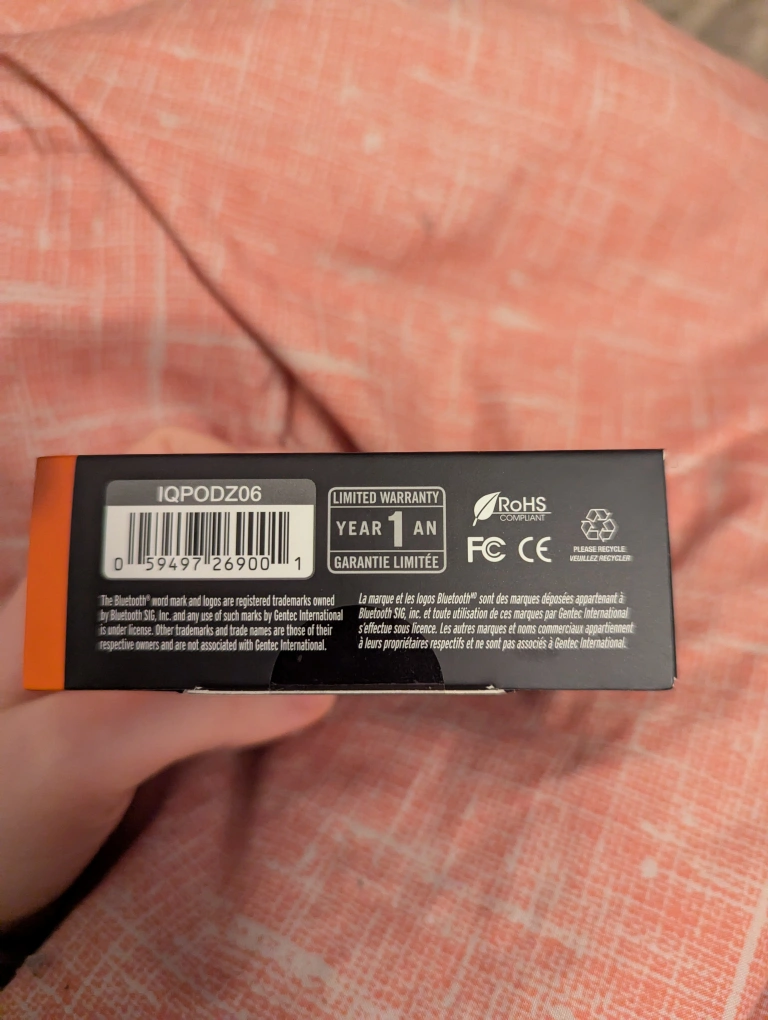 IQPODZ06
0 59497 26900 1
LIMITED WARRANTY
YEAR 1 AN
GARANTIE LIMITÉE
RoHS
COMPLIANT
FC CE
PLEASE RECYCLE
VEUILLEZ RECYCLER
The Bluetooth® word mark and logos are registered trademarks owned
by Bluetooth SIG, Inc. and any use of such marks by Gentec International
is under license. Other trademarks and trade names are those of their
respective owners and are not associated with Gentec International.
La marque et les logos Bluetoothᴹᴰ sont des marques déposées appartenant à
Bluetooth SIG, inc. et toute utilisation de ces marques par Gentec International
s'effectue sous licence. Les autres marques et noms commerciaux appartiennent
à leurs propriétaires respectifs et ne sont pas associés à Gentec International.